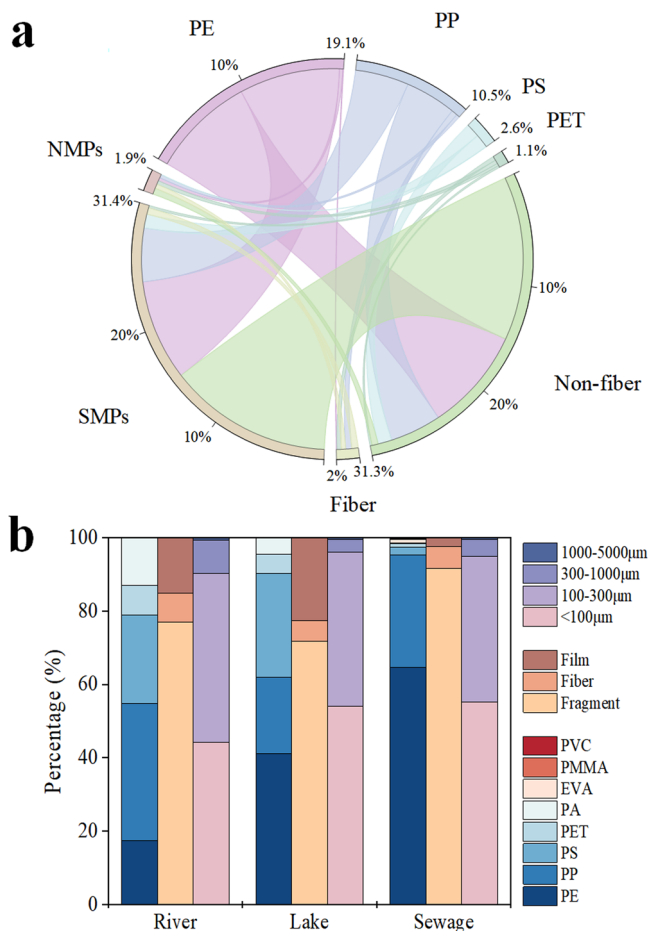 a
PE
PP
19.1%
10%
10.5%
PS
2.6%
PET
1.1%
NMPs
1.9%
31.4%
10%
20%
Non-fiber
20%
SMPs
10%
2%
31.3%
Fiber
b
100
80
60
40
20
0
Percentage (%)
River
Lake
Sewage
1000-5000μm
300-1000μm
100-300μm
<100μm
Film
Fiber
Fragment
PVC
PMMA
EVA
PA
PET
PS
PP
PE